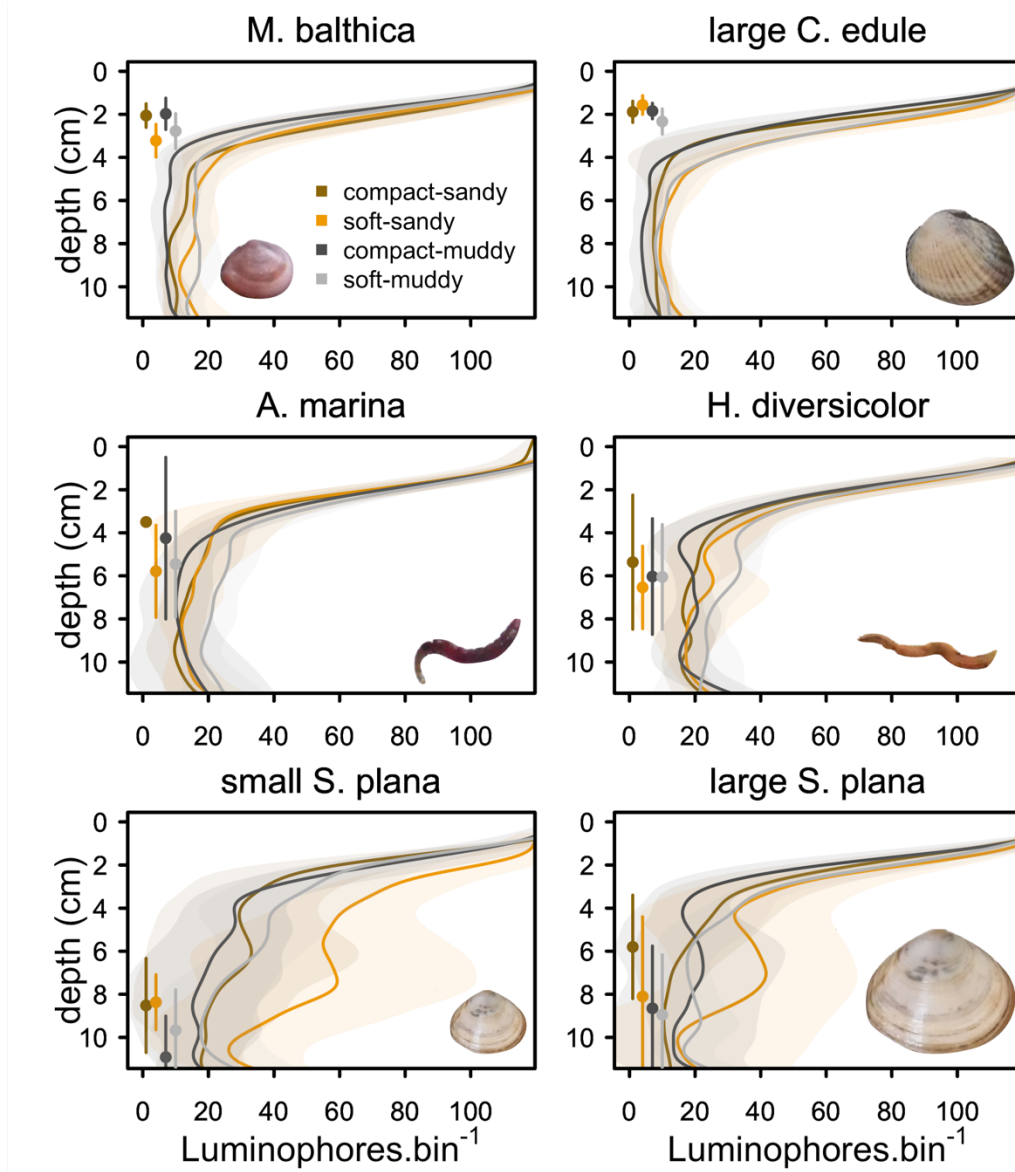 M. balthica
large C. edule
0
2
4
6
8
10
depth (cm)
compact-sandy
soft-sandy
compact-muddy
soft-muddy
0 20 40 60 80 100
0
2
4
6
8
10
0 20 40 60 80 100
A. marina
H. diversicolor
0
2
4
6
8
10
depth (cm)
0 20 40 60 80 100
0
2
4
6
8
10
0 20 40 60 80 100
small S. plana
large S. plana
0
2
4
6
8
10
depth (cm)
0 20 40 60 80 100
0
2
4
6
8
10
0 20 40 60 80 100
Luminophores.bin⁻¹
Luminophores.bin⁻¹